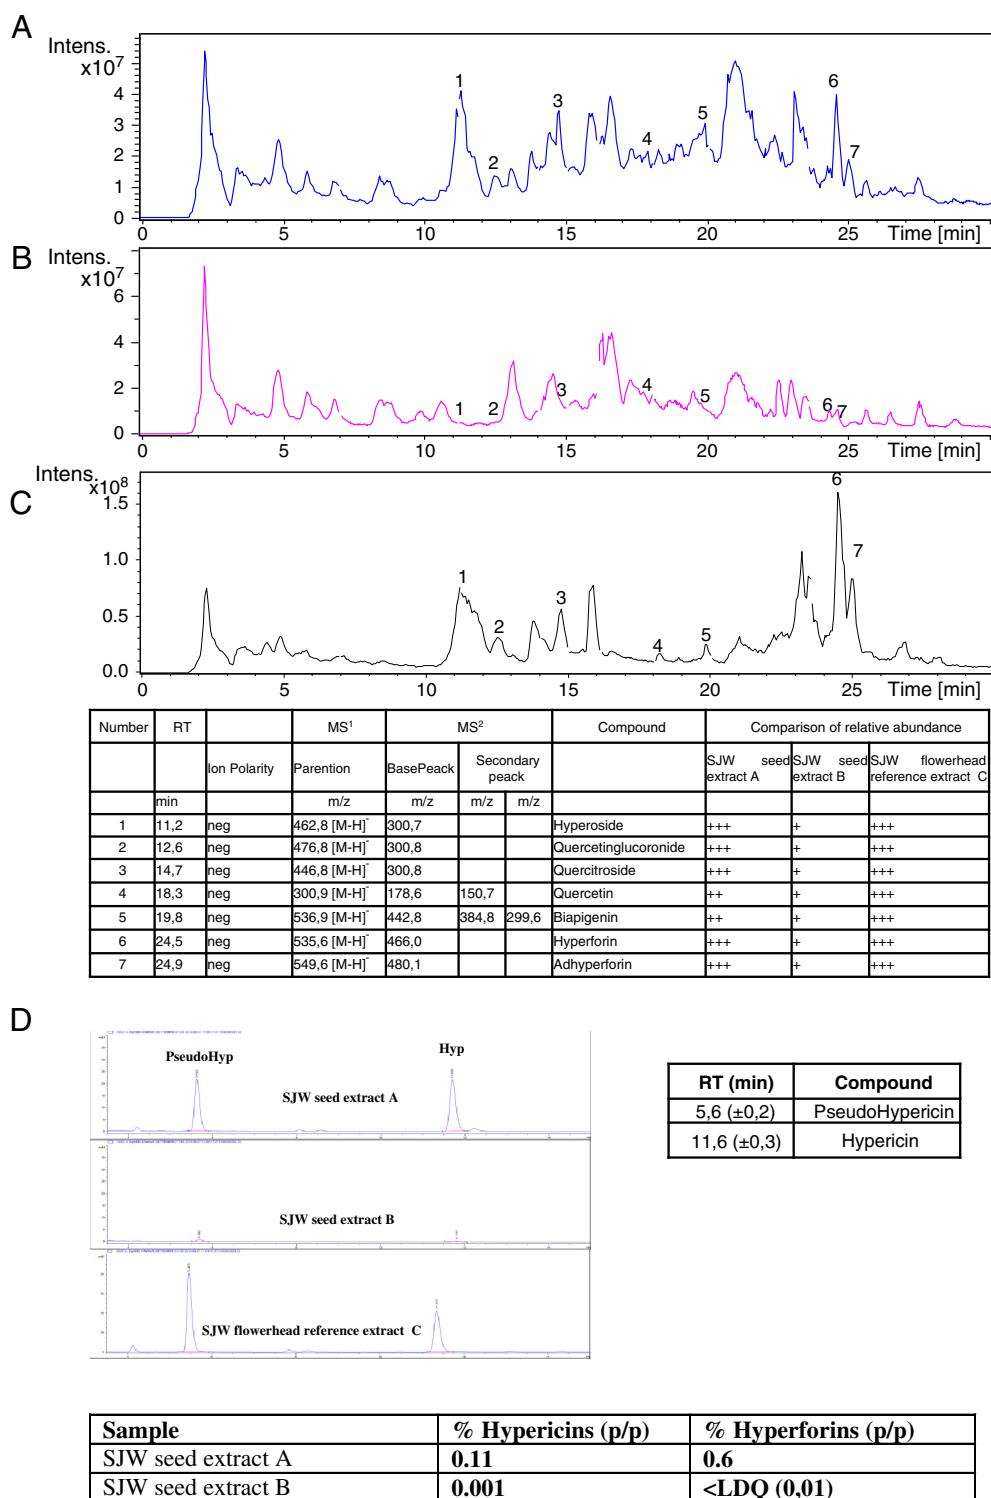 A
Intens.
x10⁷
4
3
2
1
0
1
2
3
4
5
6
7
0 5 10 15 20 25 Time [min]
B
Intens.
x10⁷
6
4
2
0
1
2
3
4
5
6
7
0 5 10 15 20 25 Time [min]
C
Intens.
x10⁸
1.5
1.0
0.5
0.0
1
2
3
4
5
6
7
0 5 10 15 20 25 Time [min]
Number RT MS¹ MS² Compound Comparison of relative abundance
Ion Polarity Parention BasePeack Secondary peack SJW seed extract A SJW seed extract B SJW flowerhead reference extract C
min m/z m/z m/z m/z
1 11,2 neg 462,8 [M-H]⁻ 300,7 Hyperoside +++ + +++
2 12,6 neg 476,8 [M-H]⁻ 300,8 Quercetinglucoronide +++ + +++
3 14,7 neg 446,8 [M-H]⁻ 300,8 Quercitroside +++ + +++
4 18,3 neg 300,9 [M-H]⁻ 178,6 150,7 Quercetin ++ + +++
5 19,8 neg 536,9 [M-H]⁻ 442,8 384,8 299,6 Biapigenin ++ + +++
6 24,5 neg 535,6 [M-H]⁻ 466,0 Hyperforin +++ + +++
7 24,9 neg 549,6 [M-H]⁻ 480,1 Adhyperforin +++ + +++
D
PseudoHyp Hyp
SJW seed extract A
SJW seed extract B
SJW flowerhead reference extract C
RT (min) Compound
5,6 (±0,2) PseudoHypericin
11,6 (±0,3) Hypericin
Sample % Hypericins (p/p) % Hyperforins (p/p)
SJW seed extract A 0.11 0.6
SJW seed extract B 0.001 <LDQ (0,01)